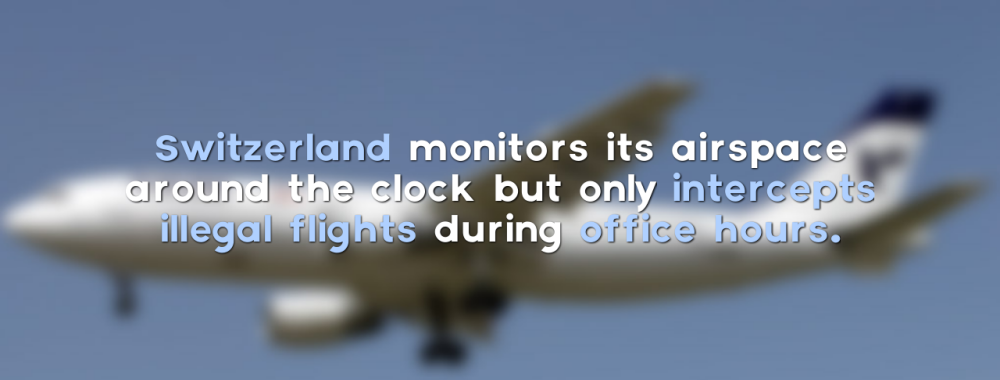 Switzerland monitors its airspace
around the clock but only intercepts
illegal flights during office hours.